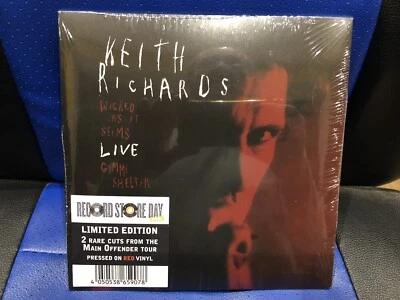 KEITH
RICHARDS
WICKED
AS IT
SEEMS
LIVE
GIMME
SHELTER
RECORD STORE DAY
LIMITED EDITION
2 RARE CUTS FROM THE
MAIN OFFENDER TOUR
PRESSED ON RED VINYL
4 050538 659078